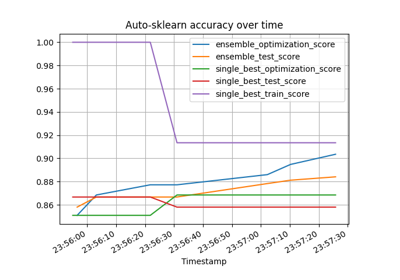 Auto-sklearn accuracy over time
1.00
0.98
0.96
0.94
0.92
0.90
0.88
0.86
ensemble_optimization_score
ensemble_test_score
single_best_optimization_score
single_best_test_score
single_best_train_score
23:56:00
23:56:10
23:56:20
23:56:30
23:56:40
23:56:50
23:57:00
23:57:10
23:57:20
23:57:30
Timestamp